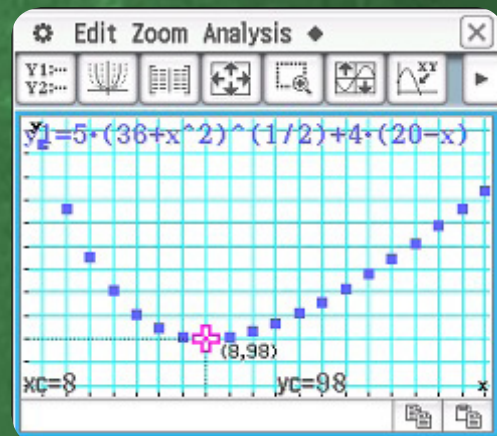 Edit Zoom Analysis ◆
Y1:···
Y2:···
XY
y1=5·(36+x^2)^(1/2)+4·(20−x)
y
(8,98)
xc=8 yc=98 x